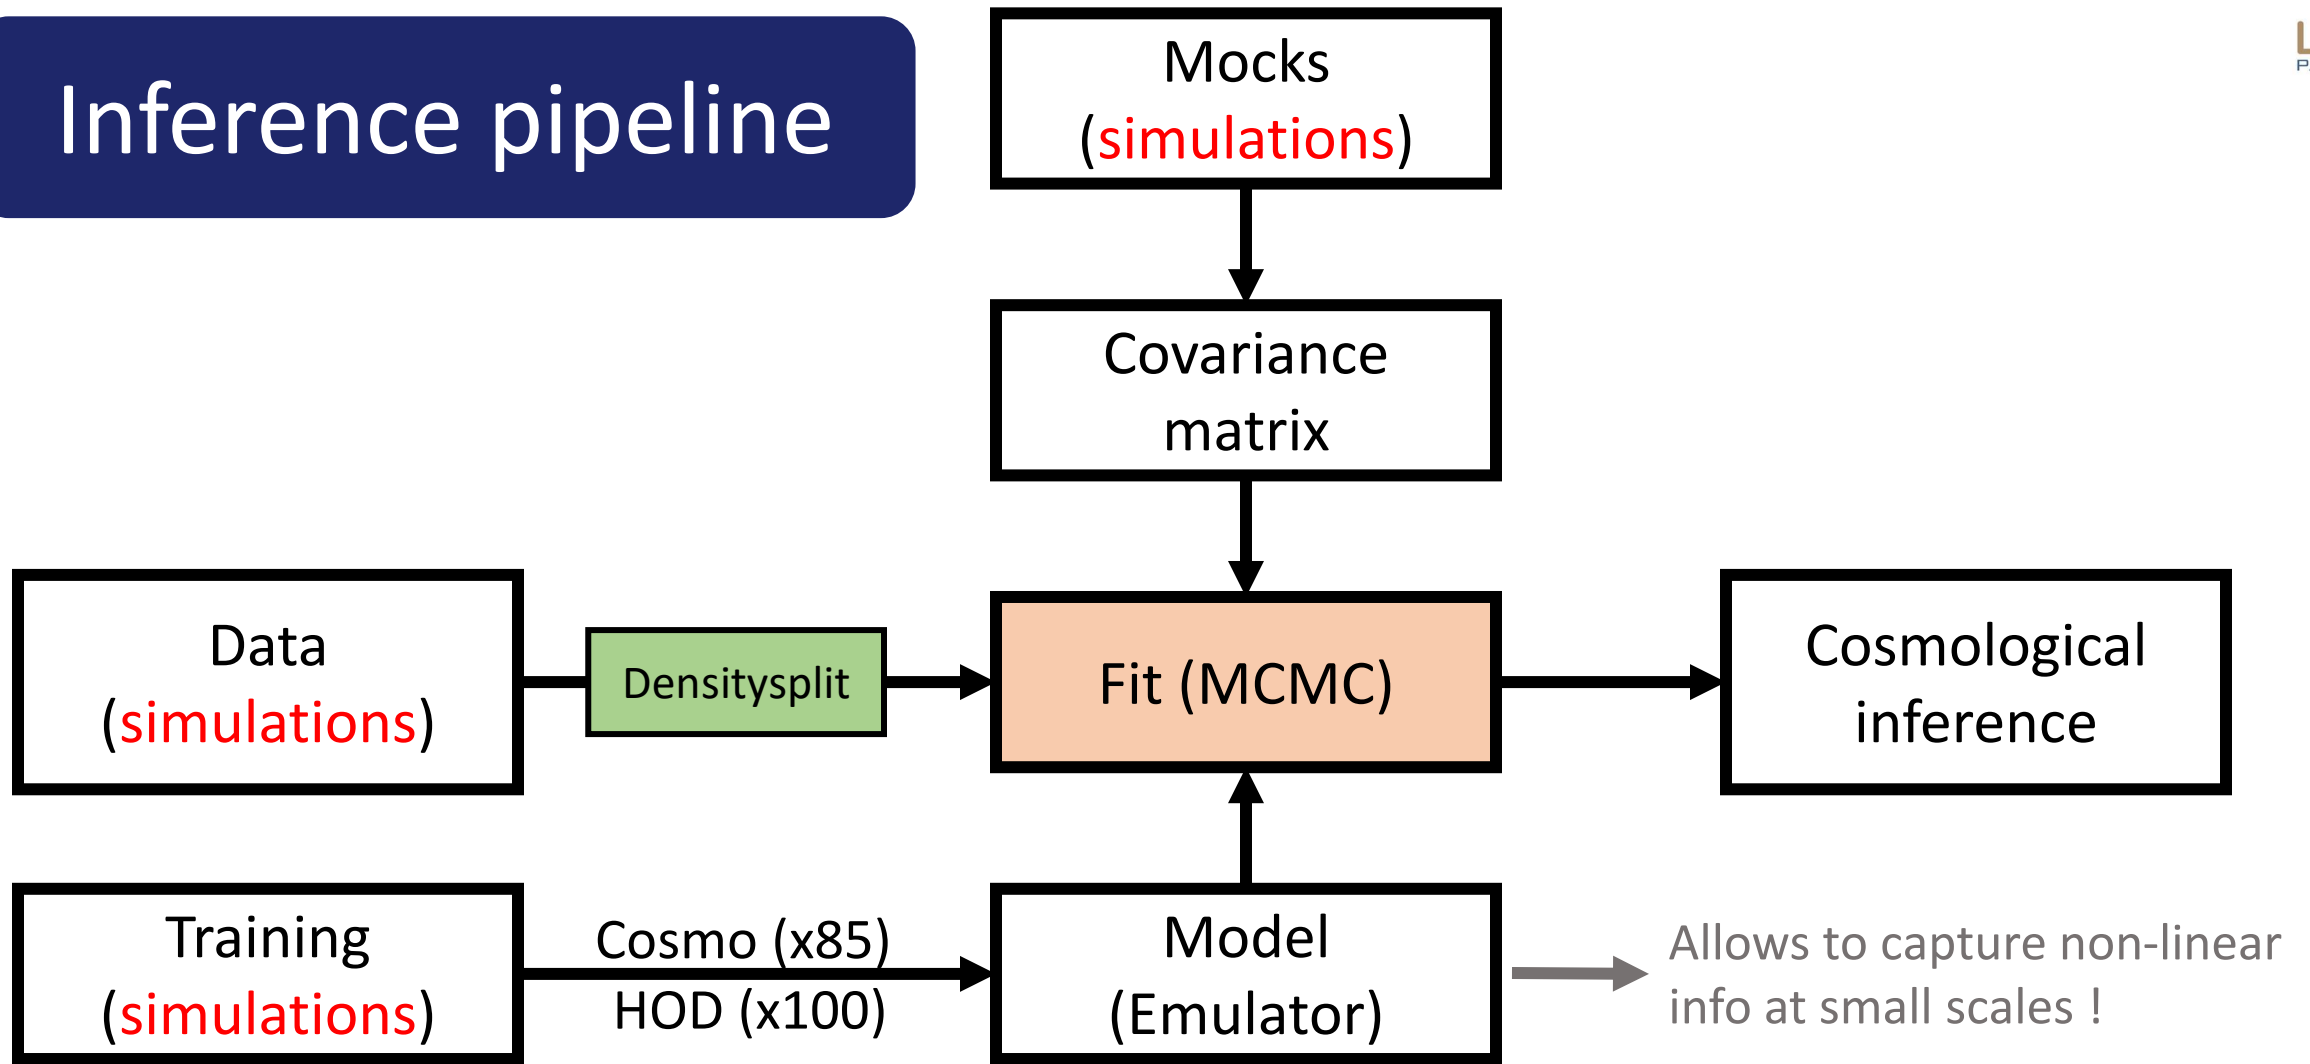 Inference pipeline
Mocks
(simulations)
Covariance
matrix
Data
(simulations)
Densitysplit
Fit (MCMC)
Cosmological
inference
Training
(simulations)
Cosmo (x85)
HOD (x100)
Model
(Emulator)
Allows to capture non-linear
info at small scales !